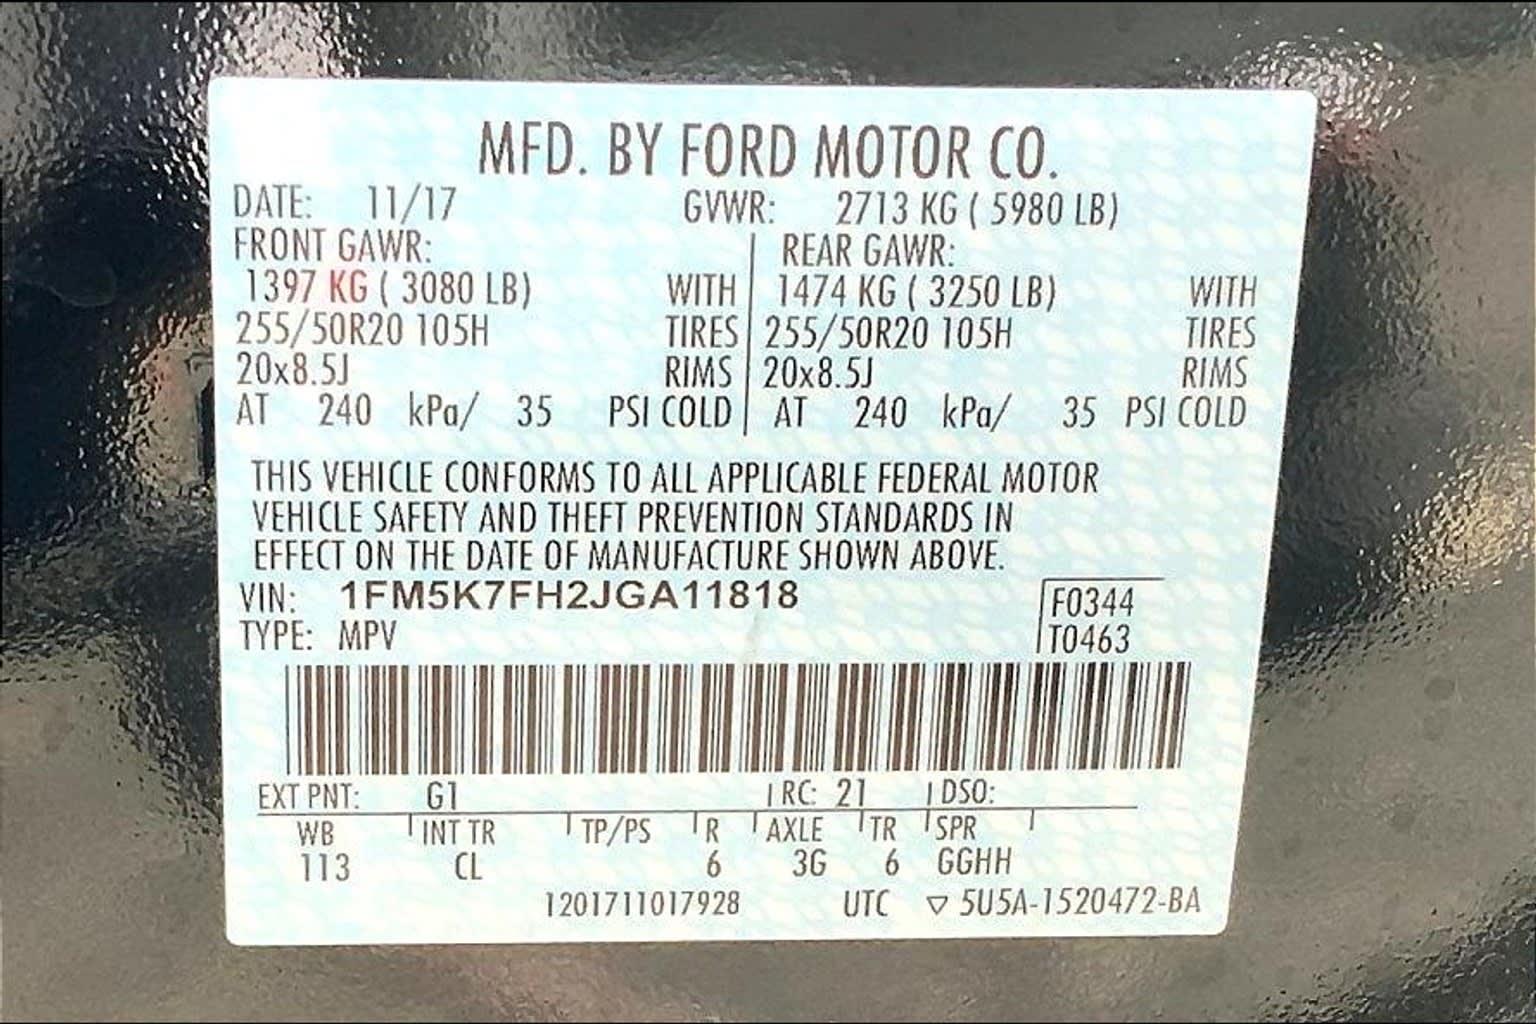 MFD. BY FORD MOTOR CO.
DATE: 11/17 GVWR: 2713 KG ( 5980 LB)
FRONT GAWR: REAR GAWR:
1397 KG ( 3080 LB) WITH 1474 KG ( 3250 LB) WITH
255/50R20 105H TIRES 255/50R20 105H TIRES
20x8.5J RIMS 20x8.5J RIMS
AT 240 kPa/ 35 PSI COLD AT 240 kPa/ 35 PSI COLD
THIS VEHICLE CONFORMS TO ALL APPLICABLE FEDERAL MOTOR
VEHICLE SAFETY AND THEFT PREVENTION STANDARDS IN
EFFECT ON THE DATE OF MANUFACTURE SHOWN ABOVE.
VIN: 1FM5K7FH2JGA11818 F0344
TYPE: MPV T0463
EXT PNT: G1 RC: 21 DSO:
WB INT TR TP/PS R AXLE TR SPR
113 CL 6 3G 6 GGHH
1201711017928 UTC ▽ 5U5A-1520472-BA